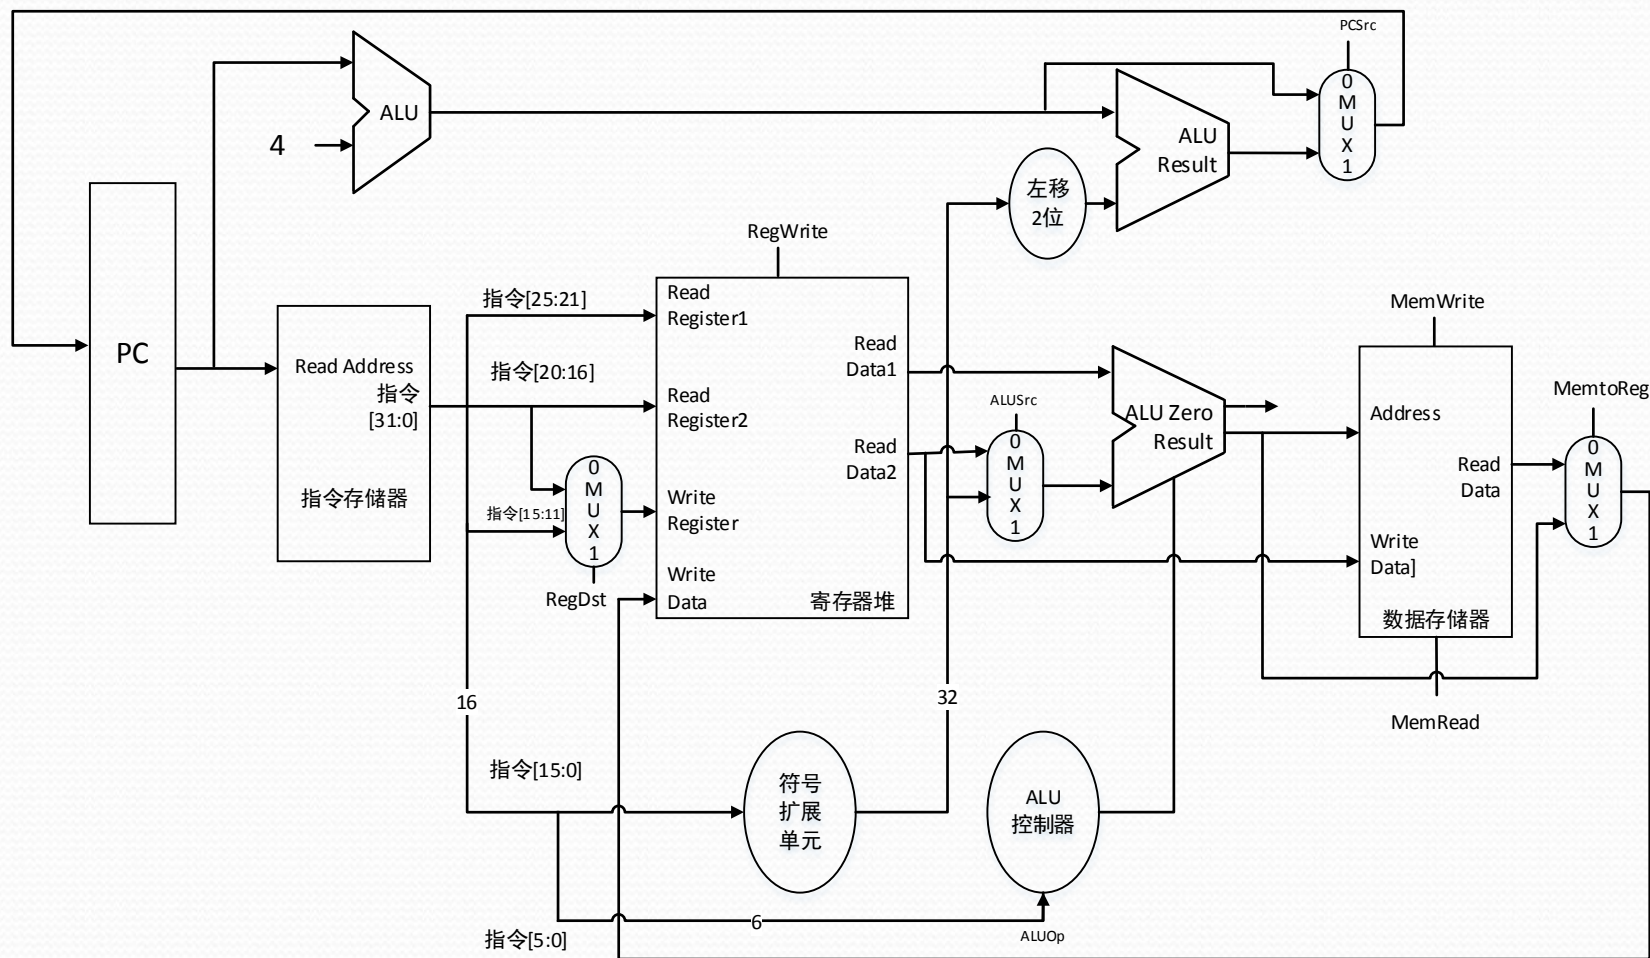 PCSrc
0
M
U
X
1
ALU
4
ALU
Result
左移
2位
RegWrite
PC
Read Address
指令
[31:0]
指令存储器
指令[25:21]
指令[20:16]
指令[15:11]
0
M
U
X
1
RegDst
Read
Register1
Read
Register2
Write
Register
Write
Data
Read
Data1
Read
Data2
寄存器堆
ALUSrc
0
M
U
X
1
ALU Zero
Result
MemWrite
Address
Read
Data
Write
Data]
数据存储器
MemRead
MemtoReg
0
M
U
X
1
16
32
指令[15:0]
符号
扩展
单元
ALU
控制器
6
指令[5:0]
ALUOp